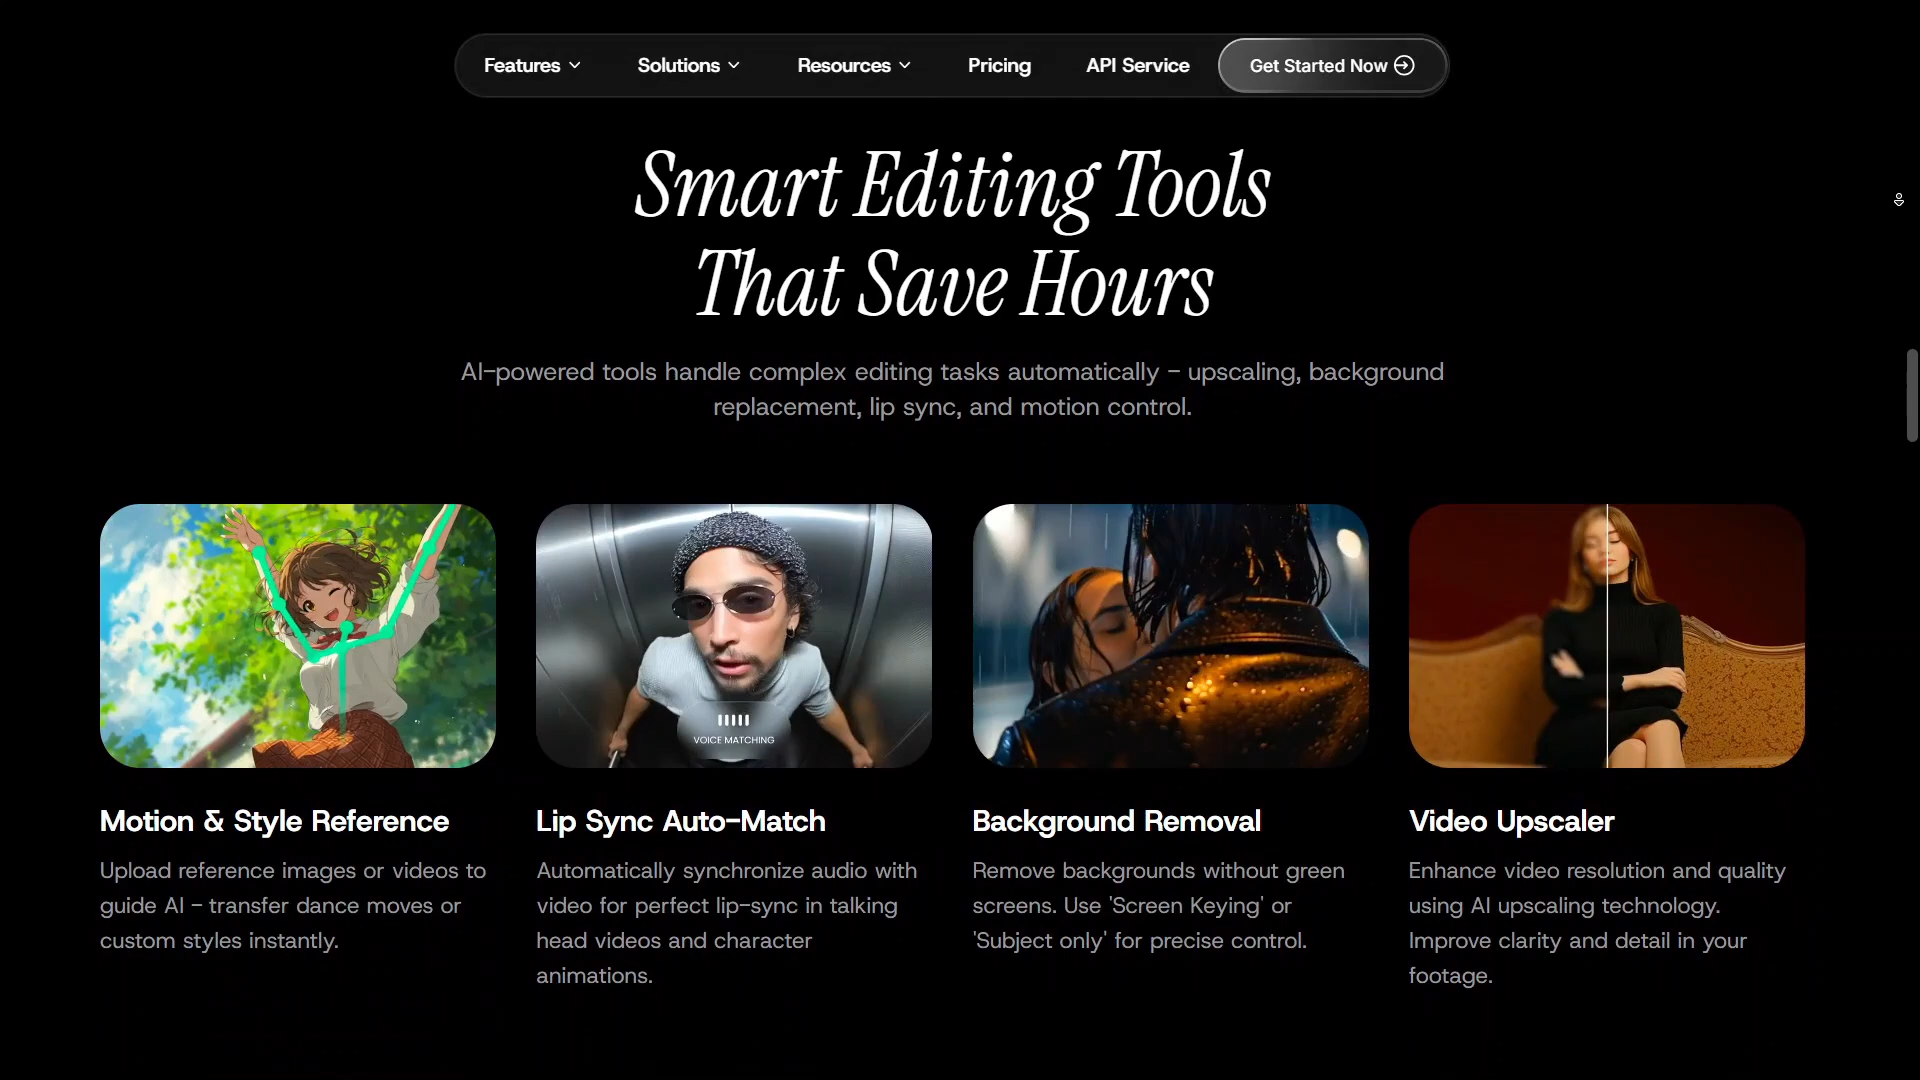 Features
Solutions
Resources
Pricing
API Service
Get Started Now
Smart Editing Tools
That Save Hours
AI-powered tools handle complex editing tasks automatically - upscaling, background
replacement, lip sync, and motion control.
VOICE MATCHING
Motion & Style Reference
Upload reference images or videos to
guide AI - transfer dance moves or
custom styles instantly.
Lip Sync Auto-Match
Automatically synchronize audio with
video for perfect lip-sync in talking
head videos and character
animations.
Background Removal
Remove backgrounds without green
screens. Use 'Screen Keying' or
'Subject only' for precise control.
Video Upscaler
Enhance video resolution and quality
using AI upscaling technology.
Improve clarity and detail in your
footage.